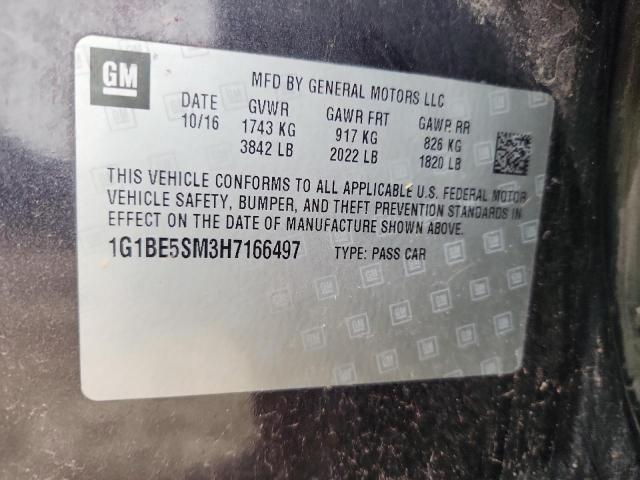 GM
MFD BY GENERAL MOTORS LLC
DATE GVWR GAWR FRT GAWR RR
10/16 1743 KG 917 KG 826 KG
3842 LB 2022 LB 1820 LB
THIS VEHICLE CONFORMS TO ALL APPLICABLE U.S. FEDERAL MOTOR
VEHICLE SAFETY, BUMPER, AND THEFT PREVENTION STANDARDS IN
EFFECT ON THE DATE OF MANUFACTURE SHOWN ABOVE.
1G1BE5SM3H7166497 TYPE: PASS CAR